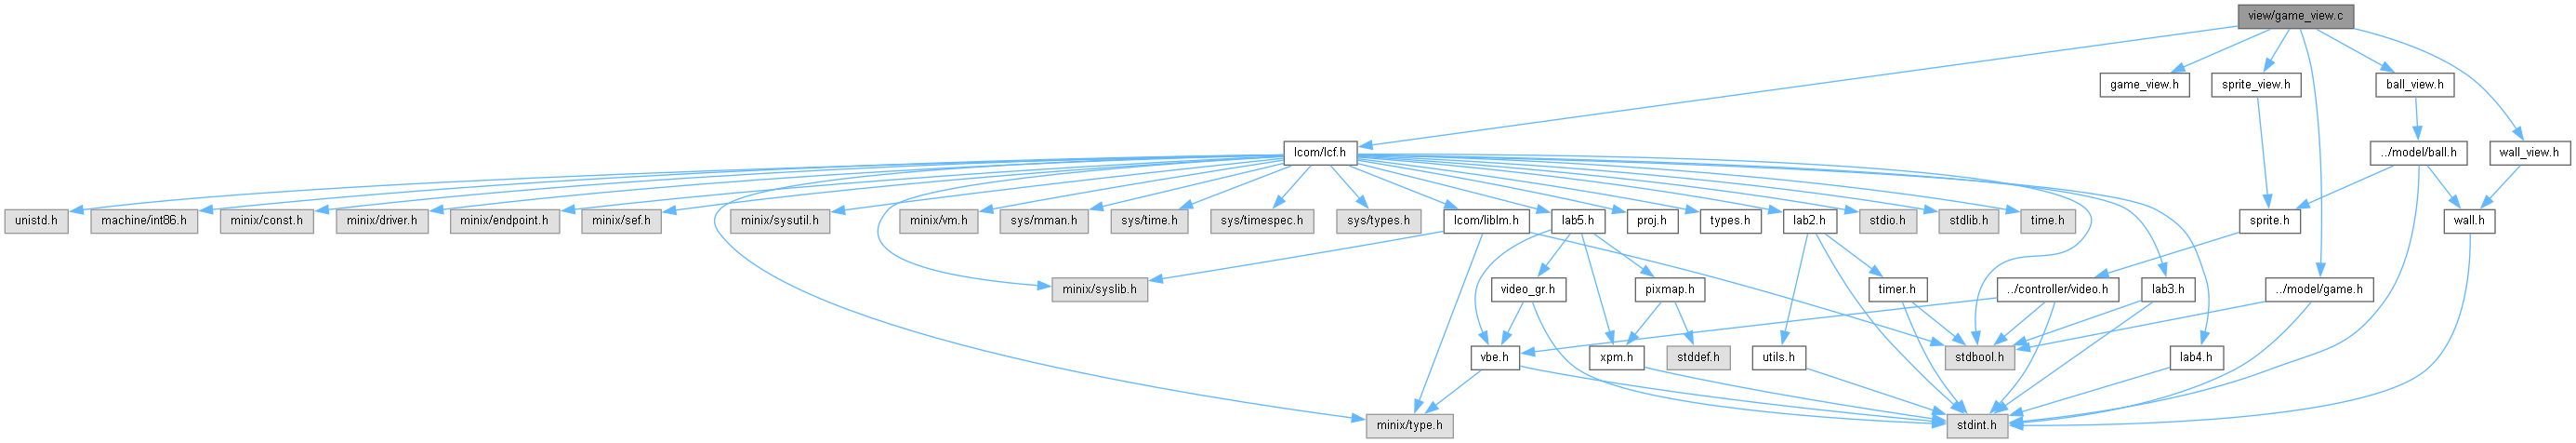 view/game_view.c
game_view.h
sprite_view.h
ball_view.h
lcom/lcf.h
../model/ball.h
wall_view.h
unistd.h
machine/int86.h
minix/const.h
minix/driver.h
minix/endpoint.h
minix/sef.h
minix/sysutil.h
minix/vm.h
sys/mman.h
sys/time.h
sys/timespec.h
sys/types.h
lcom/liblm.h
lab5.h
proj.h
types.h
lab2.h
stdio.h
stdlib.h
time.h
sprite.h
wall.h
minix/syslib.h
video_gr.h
pixmap.h
timer.h
../controller/video.h
lab3.h
../model/game.h
vbe.h
xpm.h
stddef.h
utils.h
stdbool.h
lab4.h
minix/type.h
stdint.h